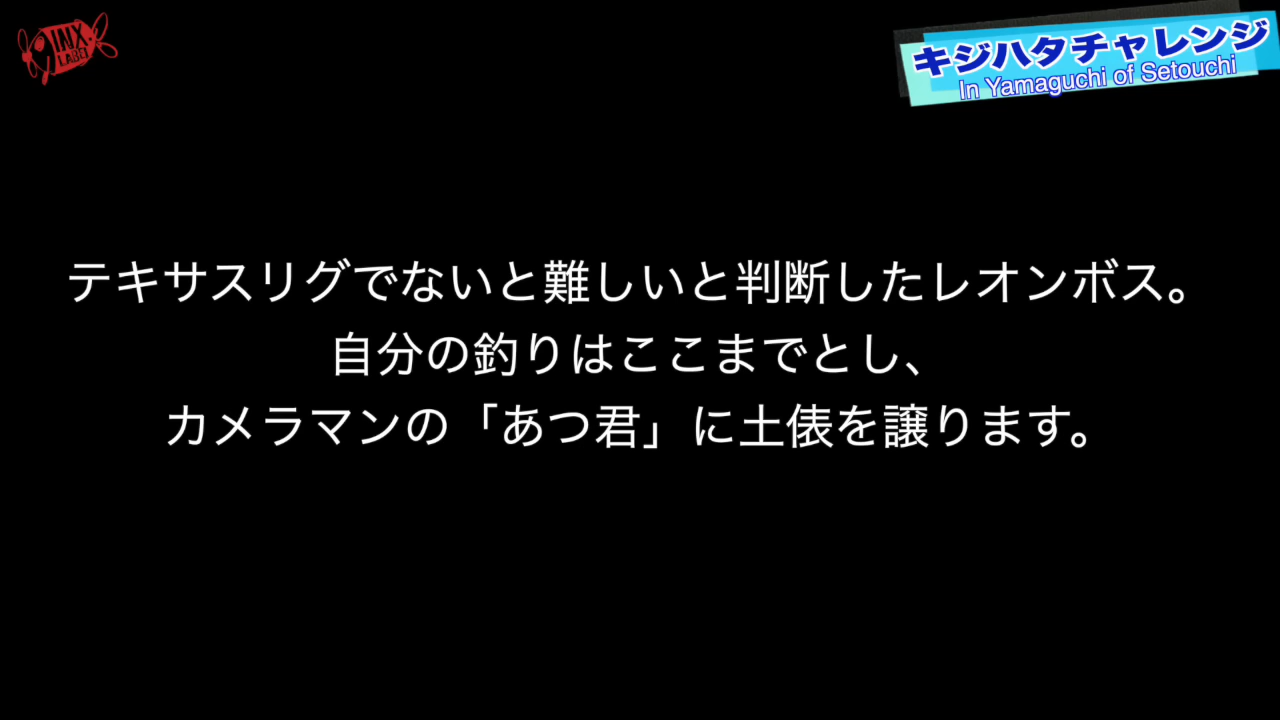 INX
LABO
キジハタチャレンジ
In Yamaguchi of Setouchi
テキサスリグでないと難しいと判断したレオンボス。
自分の釣りはここまでとし、
カメラマンの「あつ君」に土俵を譲ります。